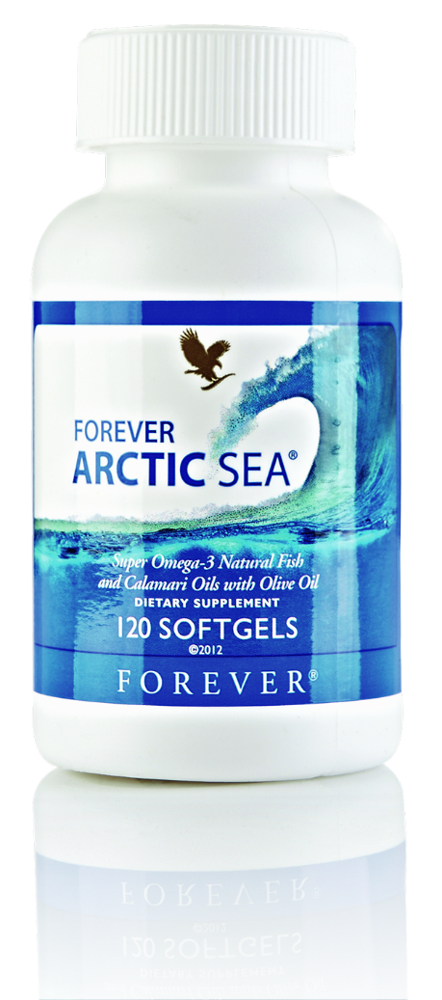 FOREVER
ARCTIC SEA®
Super Omega-3 Natural Fish
and Calamari Oils with Olive Oil
DIETARY SUPPLEMENT
120 SOFTGELS
©2012
FOREVER®